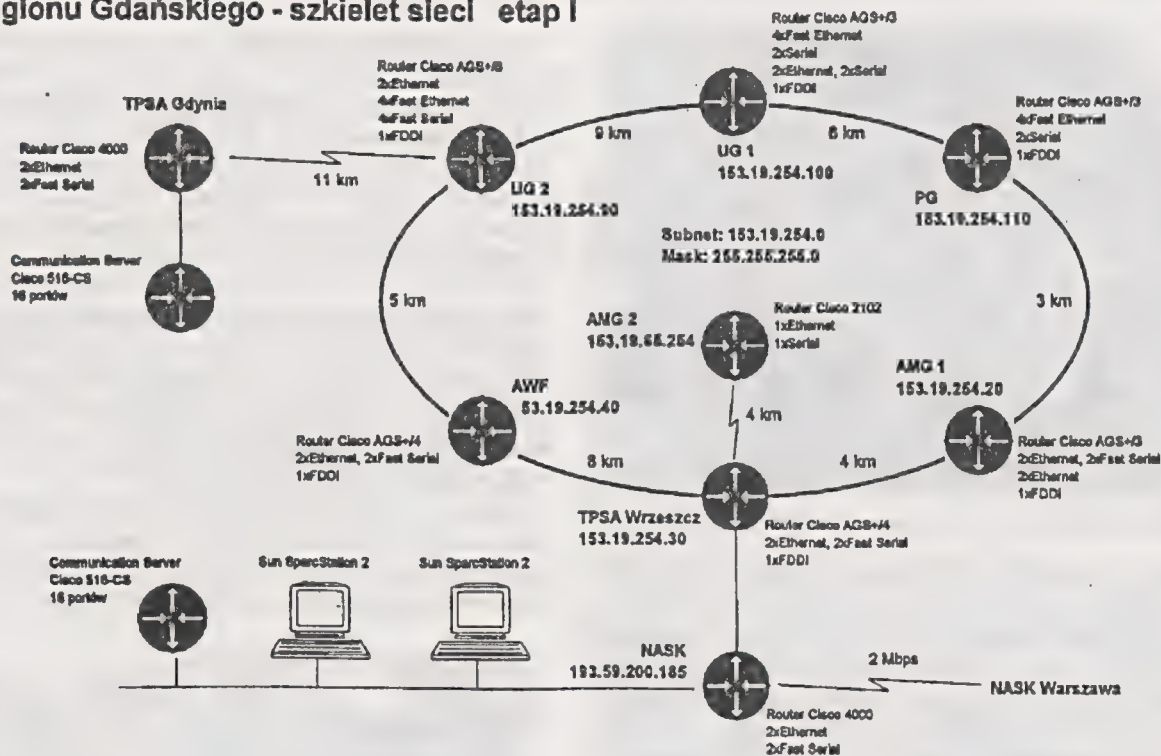 gionu Gdańskiego - szkielet sieci etap I
Router Cisco AGS+/3
4xFast Ethernet
2xSerial
2xEthernet, 2xSerial
1xFDDI
Router Cisco AGS+/
2xEthernet
4xFast Ethernet
4xFast Serial
1xFDDI
TPSA Gdynia
Router Cisco 4000
2xEthernet
2xFast Serial
11 km
9 km
6 km
Router Cisco AGS+/3
4xFast Ethernet
2xSerial
1xFDDI
UG 1
153.19.254.100
UG 2
153.19.254.90
PG
153.19.254.110
Subnet: 153.19.254.0
Mask: 255.255.255.0
Communication Server
Cisco 516-CS
16 portów
5 km
3 km
AMG 2
153.19.65.254
Router Cisco 2102
1xEthernet
1xSerial
AMG 1
153.19.254.20
AWF
53.19.254.40
4 km
Router Cisco AGS+/4
2xEthernet, 2xFast Serial
1xFDDI
8 km
4 km
Router Cisco AGS+/3
2xEthernet, 2xFast Serial
2xEthernet
1xFDDI
TPSA Wrzeszcz
153.19.254.30
Router Cisco AGS+/4
2xEthernet, 2xFast Serial
1xFDDI
Communication Server
Cisco 516-CS
16 portów
Sun SparcStation 2
Sun SparcStation 2
NASK
193.59.200.185
2 Mbps
NASK Warszawa
Router Cisco 4000
2xEthernet
2xFast Serial